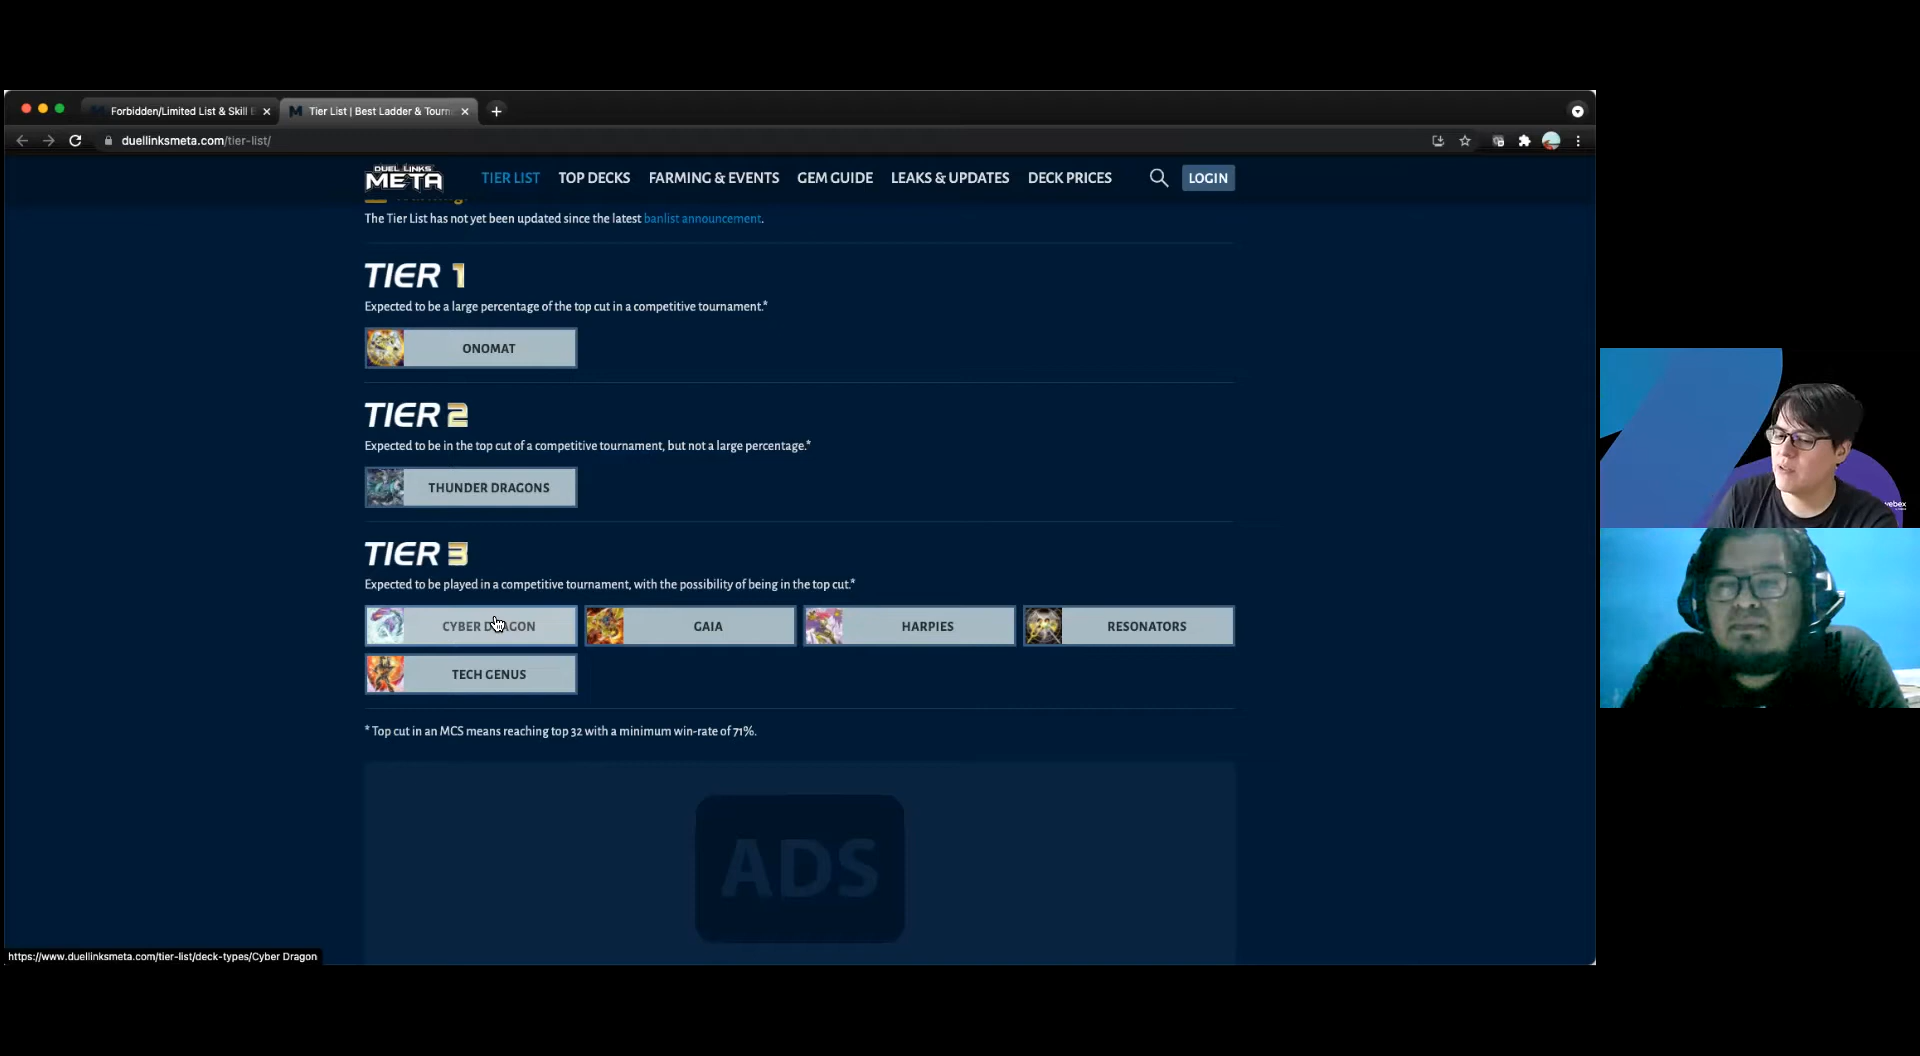 Forbidden/Limited List & Skill
Tier List | Best Ladder & Tourn
duellinksmeta.com/tier-list/
DUEL LINKS
META
TIER LIST
TOP DECKS
FARMING & EVENTS
GEM GUIDE
LEAKS & UPDATES
DECK PRICES
LOGIN
The Tier List has not yet been updated since the latest banlist announcement.
TIER 1
Expected to be a large percentage of the top cut in a competitive tournament.*
ONOMAT
TIER 2
Expected to be in the top cut of a competitive tournament, but not a large percentage.*
THUNDER DRAGONS
TIER 3
Expected to be played in a competitive tournament, with the possibility of being in the top cut.*
CYBER DRAGON
GAIA
HARPIES
RESONATORS
TECH GENUS
* Top cut in an MCS means reaching top 32 with a minimum win-rate of 71%.
ADS
https://www.duellinksmeta.com/tier-list/deck-types/Cyber Dragon
webex